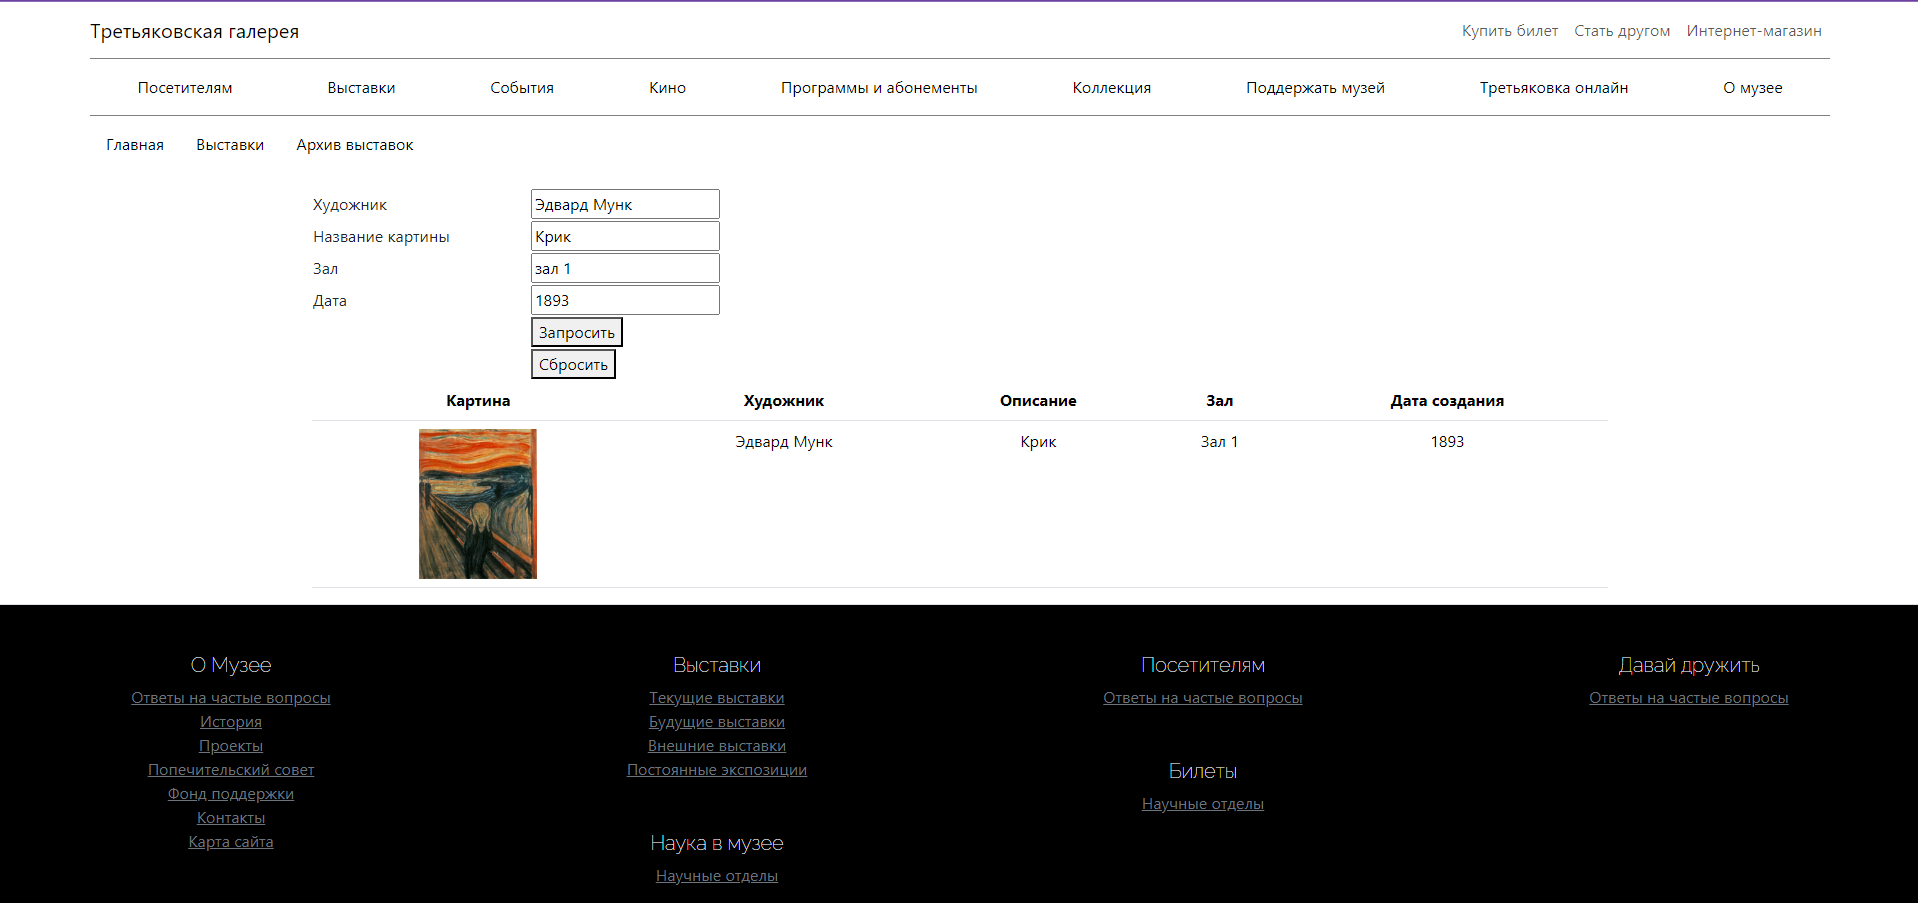 Третьяковская галерея
Купить билет Стать другом Интернет-магазин
Посетителям Выставки События Кино Программы и абонементы Коллекция Поддержать музей Третьяковка онлайн О музее
Главная Выставки Архив выставок
Художник Эдвард Мунк
Название картины Крик
Зал зал 1
Дата 1893
Запросить
Сбросить
Картина Художник Описание Зал Дата создания
Эдвард Мунк Крик Зал 1 1893
О Музее
Ответы на частые вопросы
История
Проекты
Попечительский совет
Фонд поддержки
Контакты
Карта сайта
Выставки
Текущие выставки
Будущие выставки
Внешние выставки
Постоянные экспозиции
Наука в музее
Научные отделы
Посетителям
Ответы на частые вопросы
Билеты
Научные отделы
Давай дружить
Ответы на частые вопросы